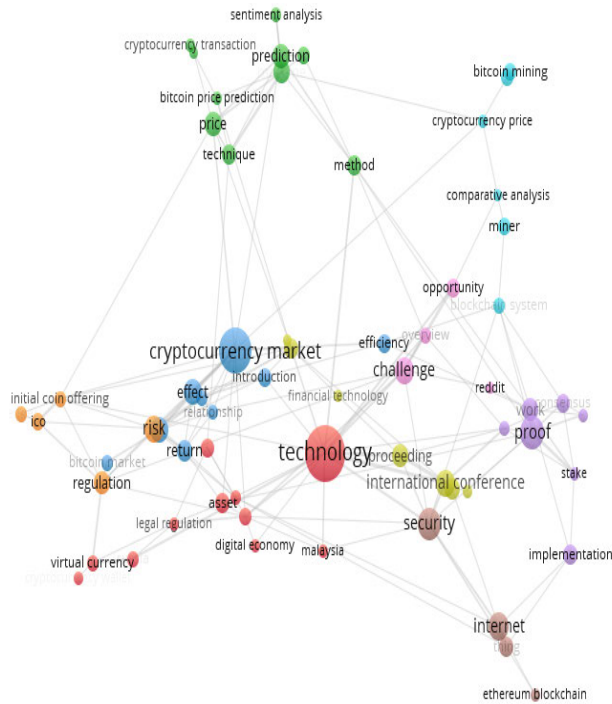 sentiment analysis
cryptocurrency transaction
prediction
bitcoin mining
bitcoin price prediction
price
cryptocurrency price
technique
method
comparative analysis
miner
opportunity
blockchain system
cryptocurrency market
efficiency
overview
introduction
challenge
effect
financial technology
reddit
initial coin offering
relationship
consensus
ico
risk
work
proof
return
technology
proceeding
bitcoin market
regulation
international conference
stake
asset
legal regulation
security
digital economy
malaysia
implementation
virtual currency
internet
thing
ethereum blockchain